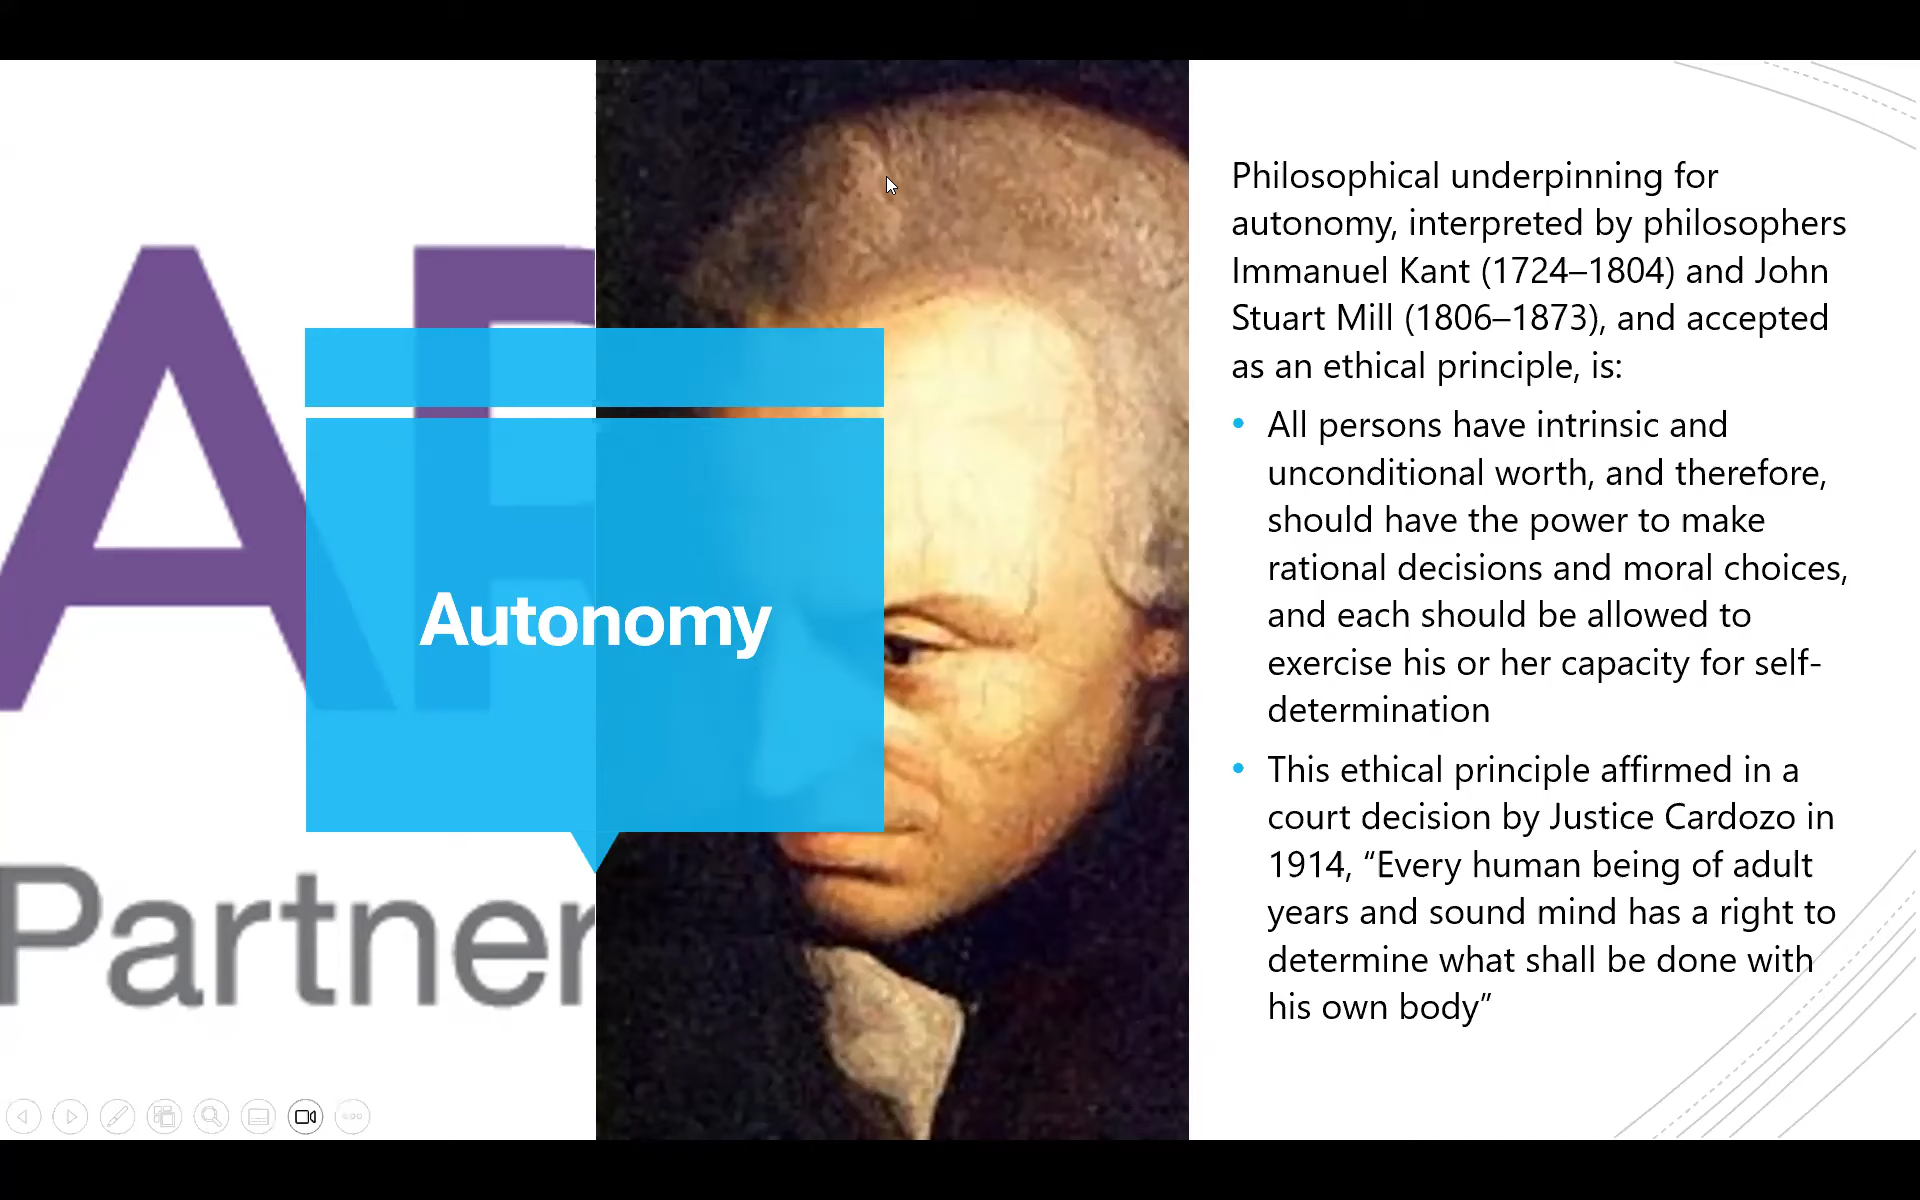 AP
Partner
Autonomy
Philosophical underpinning for
autonomy, interpreted by philosophers
Immanuel Kant (1724–1804) and John
Stuart Mill (1806–1873), and accepted
as an ethical principle, is:
• All persons have intrinsic and
unconditional worth, and therefore,
should have the power to make
rational decisions and moral choices,
and each should be allowed to
exercise his or her capacity for self-
determination
• This ethical principle affirmed in a
court decision by Justice Cardozo in
1914, “Every human being of adult
years and sound mind has a right to
determine what shall be done with
his own body”